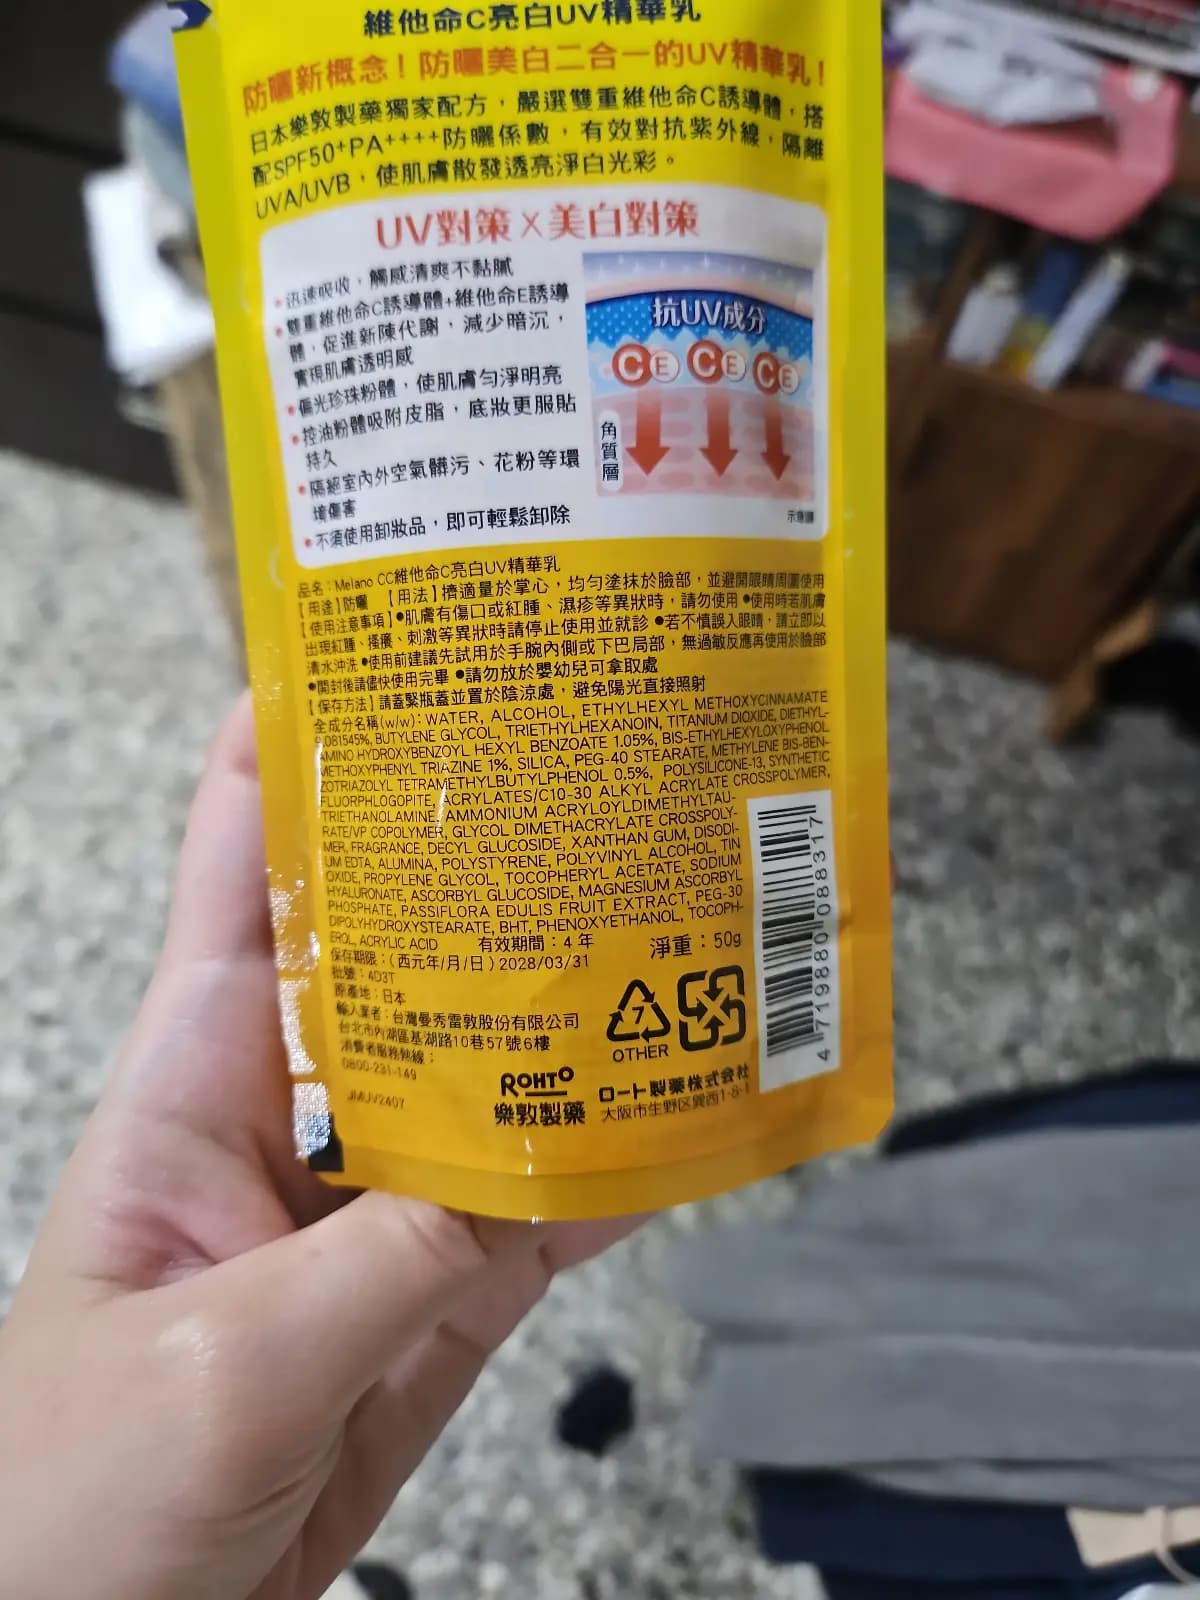 維他命C亮白UV精華乳
防曬新概念！防曬美白二合一的UV精華乳！
日本樂敦製藥獨家配方，嚴選雙重維他命C誘導體，搭
配SPF50+PA++++防曬係數，有效對抗紫外線，隔離
UVA/UVB，使肌膚散發透亮淨白光彩。
UV對策×美白對策
•迅速吸收，觸感清爽不黏膩
•雙重維他命C誘導體+維他命E誘導
體，促進新陳代謝，減少暗沉，
實現肌膚透明感
•偏光珍珠粉體，使肌膚勻淨明亮
•控油粉體吸附皮脂，底妝更服貼
持久
•隔絕室內外空氣髒污、花粉等環
境傷害
•不須使用卸妝品，即可輕鬆卸除
抗UV成分
C E C E C E
角質層
示意圖
品名：Melano CC維他命C亮白UV精華乳
【用途】防曬 【用法】擠適量於掌心，均勻塗抹於臉部，並避開眼睛周圍使用
【使用注意事項】●肌膚有傷口或紅腫、濕疹等異狀時，請勿使用 ●使用時若肌膚
出現紅腫、搔癢、刺激等異狀時請停止使用並就診 ●若不慎誤入眼睛，請立即以
清水沖洗 ●使用前建議先試用於手腕內側或下巴局部，無過敏反應再使用於臉部
●開封後請儘快使用完畢 ●請勿放於嬰幼兒可拿取處
【保存方法】請蓋緊瓶蓋並置於陰涼處，避免陽光直接照射
全成分名稱(w/w)：WATER, ALCOHOL, ETHYLHEXYL METHOXYCINNAMATE
9.081545%, BUTYLENE GLYCOL, TRIETHYLHEXANOIN, TITANIUM DIOXIDE, DIETHYL-
AMINO HYDROXYBENZOYL HEXYL BENZOATE 1.05%, BIS-ETHYLHEXYLOXYPHENOL
METHOXYPHENYL TRIAZINE 1%, SILICA, PEG-40 STEARATE, METHYLENE BIS-BEN-
ZOTRIAZOLYL TETRAMETHYLBUTYLPHENOL 0.5%, POLYSILICONE-13, SYNTHETIC
FLUORPHLOGOPITE, ACRYLATES/C10-30 ALKYL ACRYLATE CROSSPOLYMER,
TRIETHANOLAMINE, AMMONIUM ACRYLOYLDIMETHYLTAU-
RATE/VP COPOLYMER, GLYCOL DIMETHACRYLATE CROSSPOLY-
MER, FRAGRANCE, DECYL GLUCOSIDE, XANTHAN GUM, DISODI-
UM EDTA, ALUMINA, POLYSTYRENE, POLYVINYL ALCOHOL, TIN
OXIDE, PROPYLENE GLYCOL, TOCOPHERYL ACETATE, SODIUM
HYALURONATE, ASCORBYL GLUCOSIDE, MAGNESIUM ASCORBYL
PHOSPHATE, PASSIFLORA EDULIS FRUIT EXTRACT, PEG-30
DIPOLYHYDROXYSTEARATE, BHT, PHENOXYETHANOL, TOCOPH-
EROL, ACRYLIC ACID 有效期間：4 年
保存期限：(西元年/月/日) 2028/03/31
淨重：50g
批號：4D3T
原產地：日本
輸入業者：台灣曼秀雷敦股份有限公司
台北市內湖區基湖路10巷57號6樓
消費者服務熱線：
0800-231-149
JMUV2407
7
OTHER
ROHTO
樂敦製藥
ロート製薬株式会社
大阪市生野区巽西1-8-1
4 719880 088317